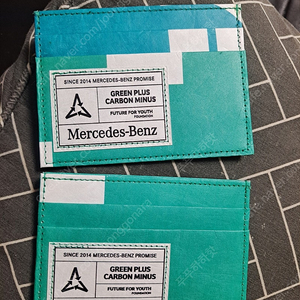 SINCE 2014 MERCEDES-BENZ PROMISE
GREEN PLUS
CARBON MINUS
FUTURE FOR YOUTH
FOUNDATION
Mercedes-Benz
SINCE 2014 MERCEDES-BENZ PROMISE
GREEN PLUS
CARBON MINUS
FUTURE FOR YOUTH
FOUNDATION